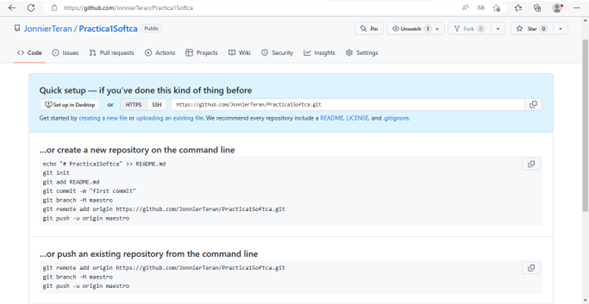 https://github.com/JonnierTeran/Practica1Softca
JonnierTeran / Practica1Softca Public
Pin Unwatch 1 Fork 0 Star 0
Code Issues Pull requests Actions Projects Wiki Security Insights Settings
Quick setup — if you've done this kind of thing before
Set up in Desktop or HTTPS SSH https://github.com/JonnierTeran/Practica1Softca.git
Get started by creating a new file or uploading an existing file. We recommend every repository include a README, LICENSE, and .gitignore.
...or create a new repository on the command line
echo "# Practica1Softca" >> README.md
git init
git add README.md
git commit -m "first commit"
git branch -M maestro
git remote add origin https://github.com/JonnierTeran/Practica1Softca.git
git push -u origin maestro
...or push an existing repository from the command line
git remote add origin https://github.com/JonnierTeran/Practica1Softca.git
git branch -M maestro
git push -u origin maestro